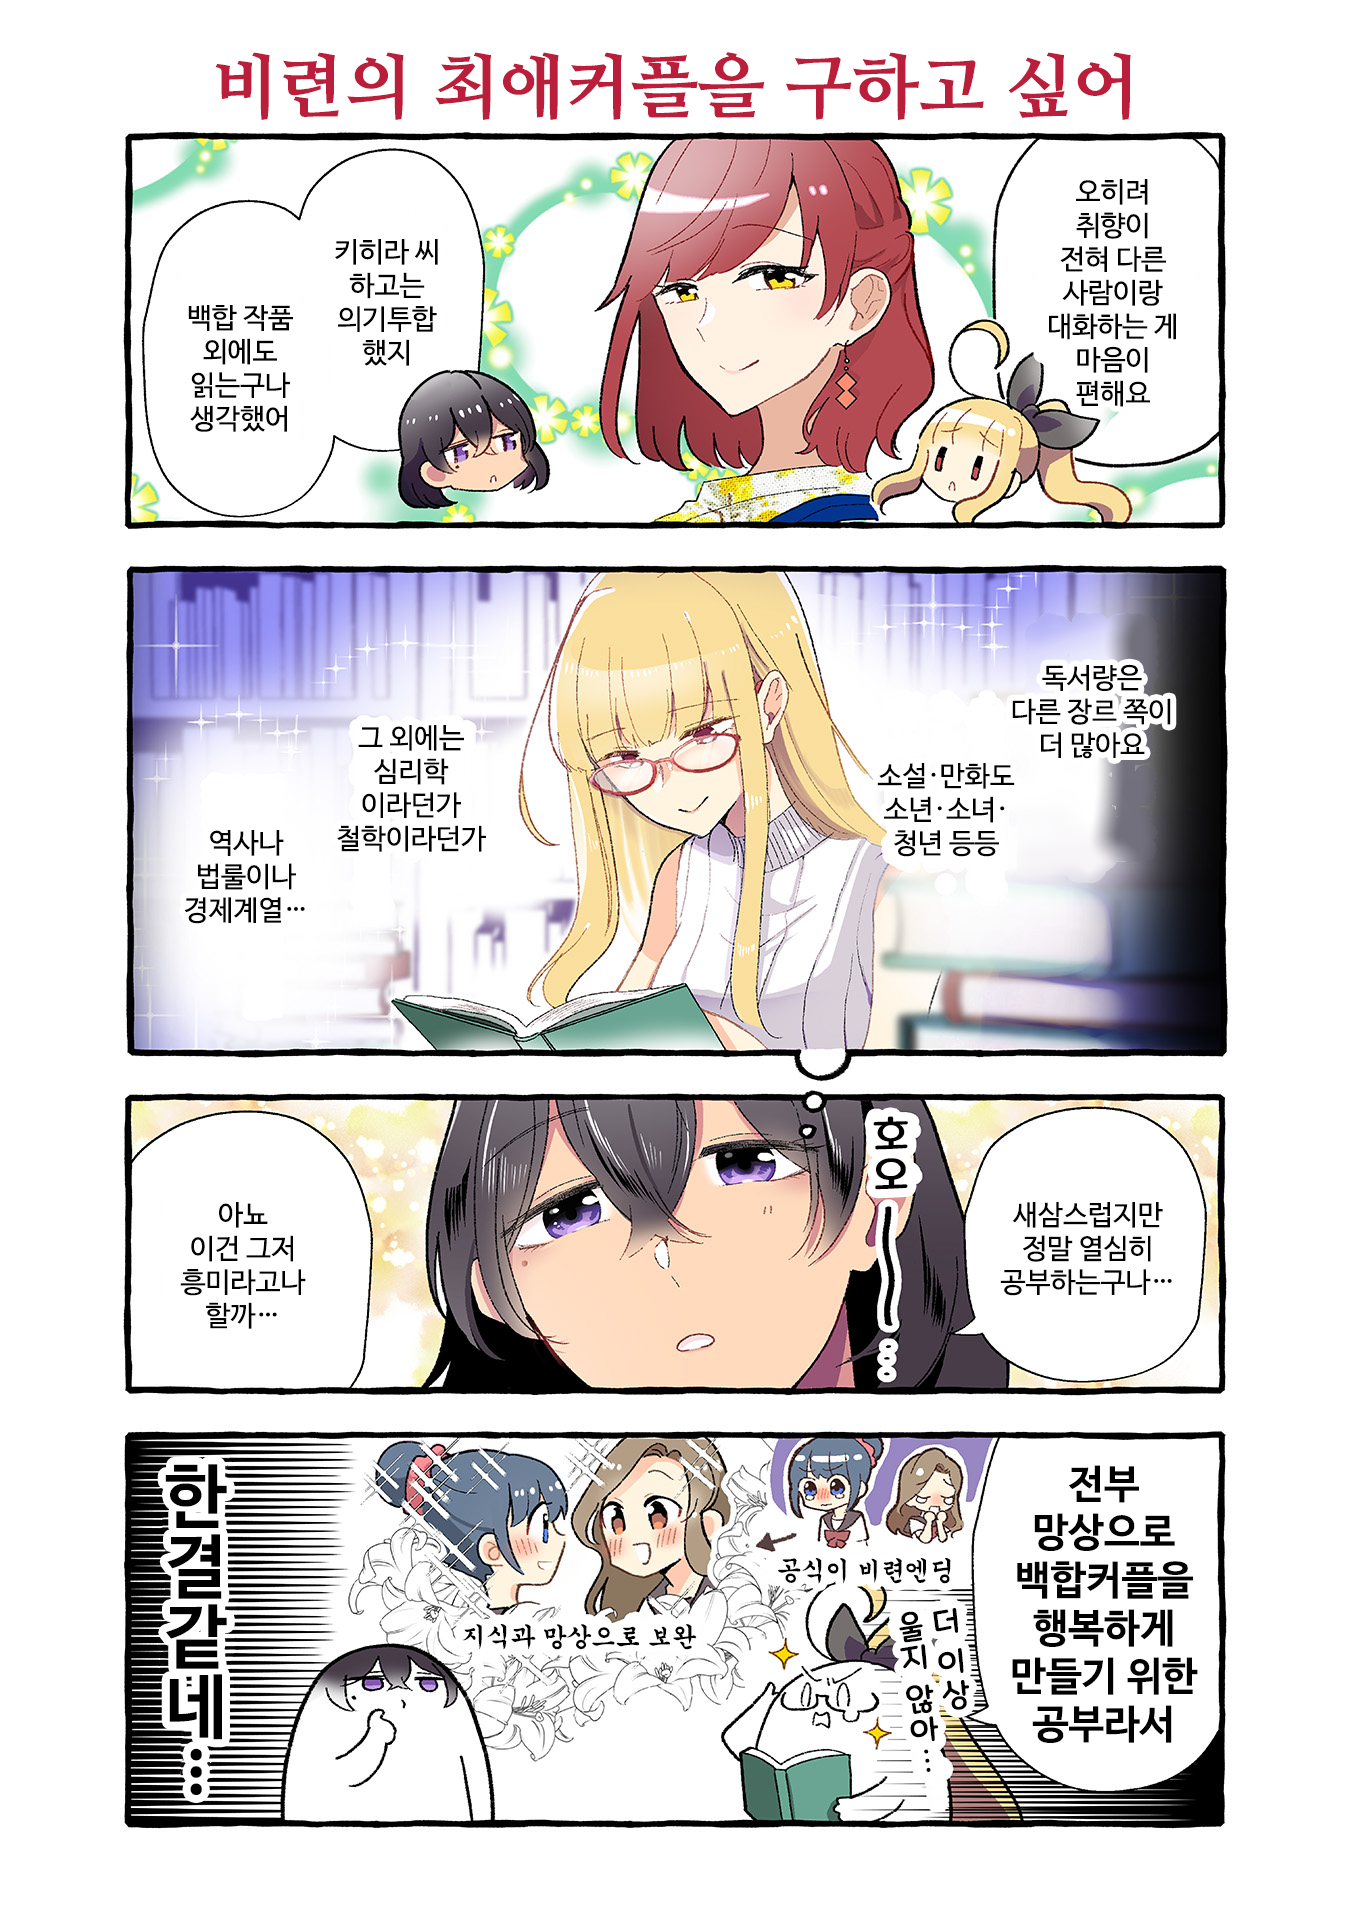 비련의 최애커플을 구하고 싶어
오히려
취향이
전혀 다른
사람이랑
대화하는 게
마음이
편해요
키히라 씨
하고는
의기투합
했지
백합 작품
외에도
읽는구나
생각했어
독서량은
다른 장르 쪽이
더 많아요
소설·만화도
소년·소녀·
청년 등등
그 외에는
심리학
이라던가
철학이라던가
역사나
법률이나
경제계열…
호오──…
새삼스럽지만
정말 열심히
공부하는구나…
아뇨
이건 그저
흥미라고나
할까…
전부
망상으로
백합커플을
행복하게
만들기 위한
공부라서
공식이 비련엔딩
더 이상
울지 않아…
지식과 망상으로 보완
한결같네…